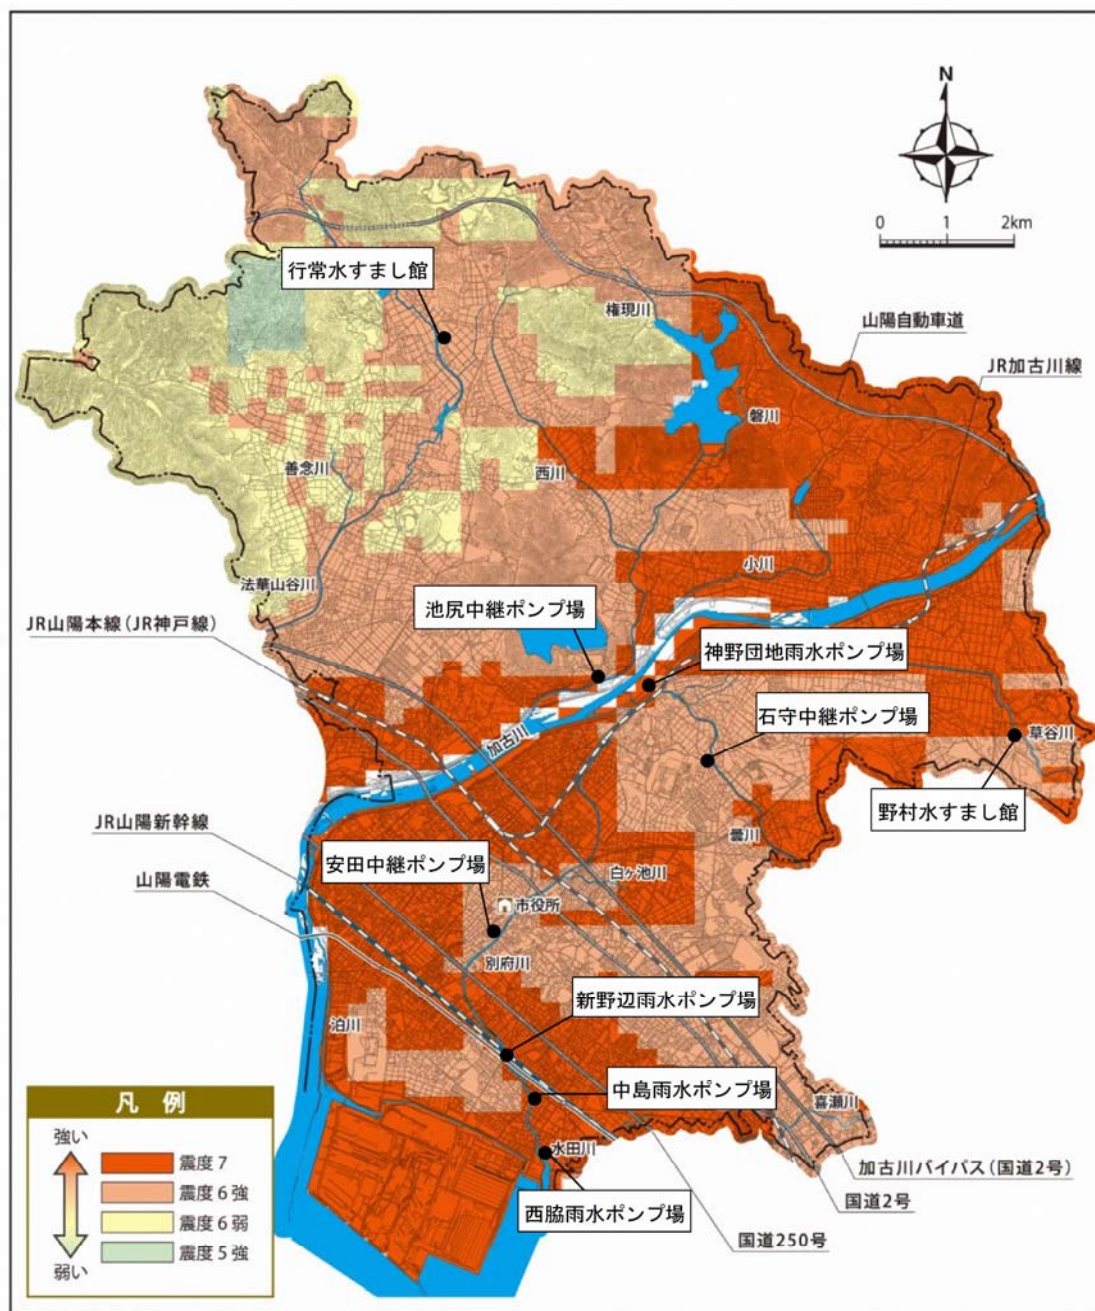 N
0 1 2km
行常水すまし館
権現川
山陽自動車道
JR加古川線
磐川
善念川
西川
法華山谷川
小川
池尻中継ポンプ場
JR山陽本線(JR神戸線)
神野団地雨水ポンプ場
石守中継ポンプ場
加古川
草谷川
野村水すまし館
JR山陽新幹線
曇川
安田中継ポンプ場
白ヶ池川
山陽電鉄
市役所
別府川
新野辺雨水ポンプ場
泊川
中島雨水ポンプ場
喜瀬川
水田川
加古川バイパス(国道2号)
国道2号
西脇雨水ポンプ場
国道250号
凡 例
強い
震度7
震度6強
震度6弱
震度5強
弱い